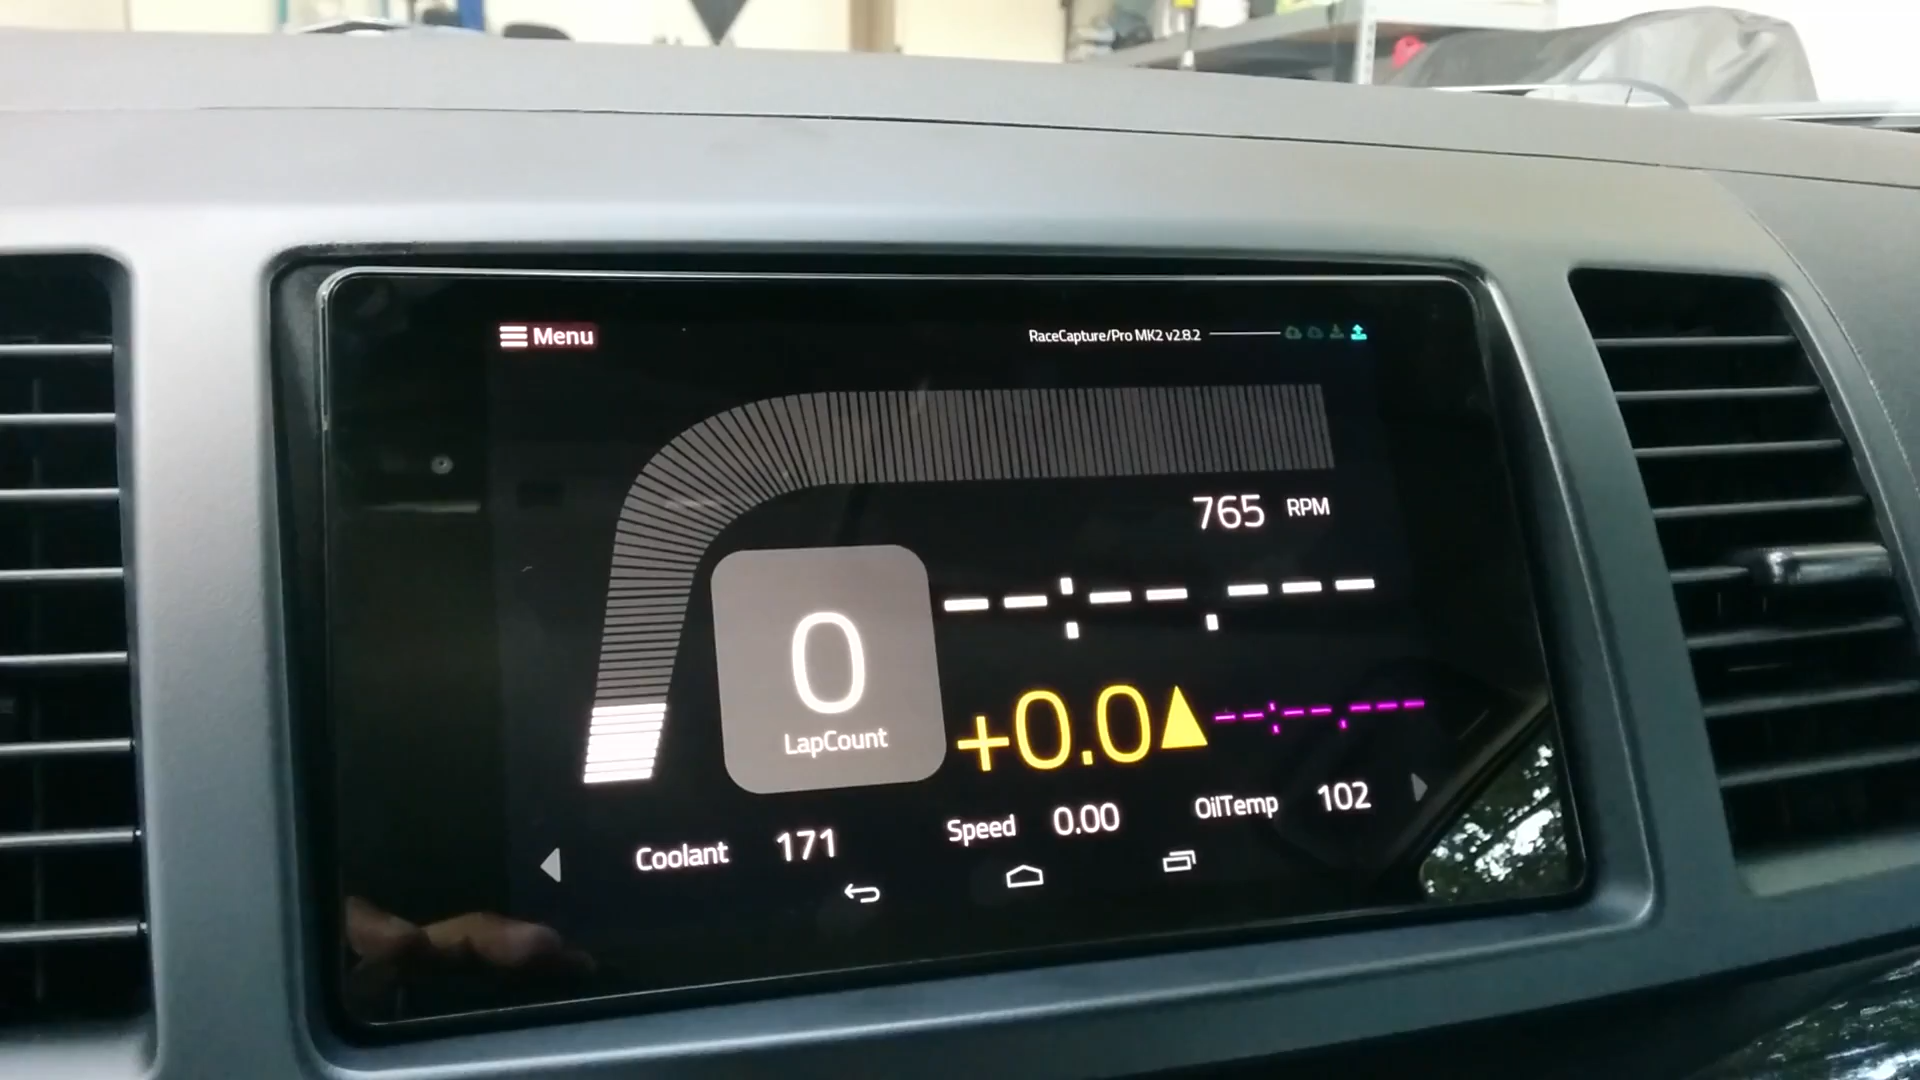 Menu
RaceCapture/Pro MK2 v2.8.2
765 RPM
--:--.---
0
LapCount
+0.0
--:--.---
Coolant 171
Speed 0.00
OilTemp 102